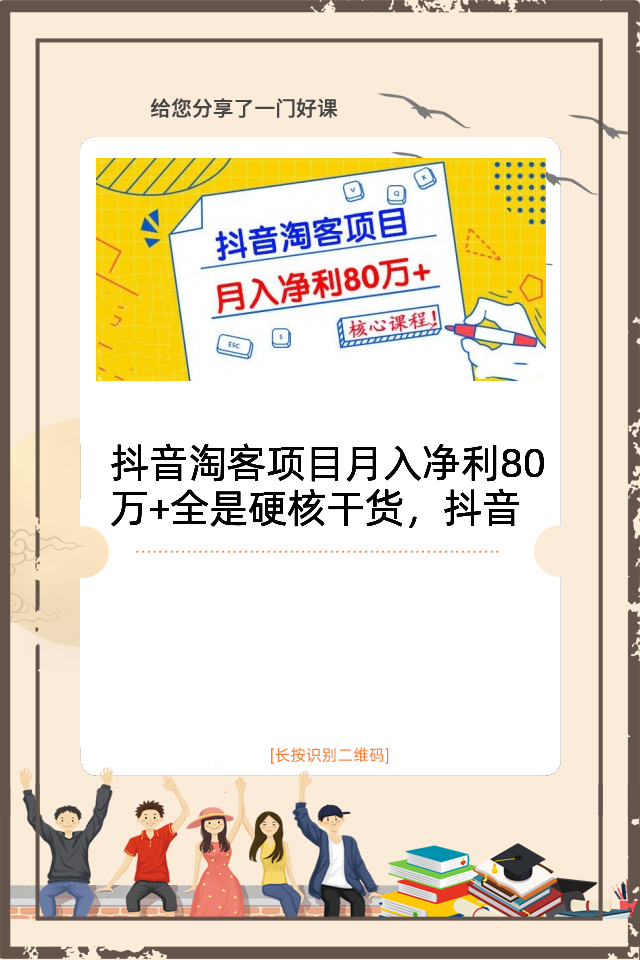 给您分享了一门好课
V
Q
X
抖音淘客项目
月入净利80万+
核心课程!
ESC
S
抖音淘客项目月入净利80
万+全是硬核干货，抖音
[长按识别二维码]